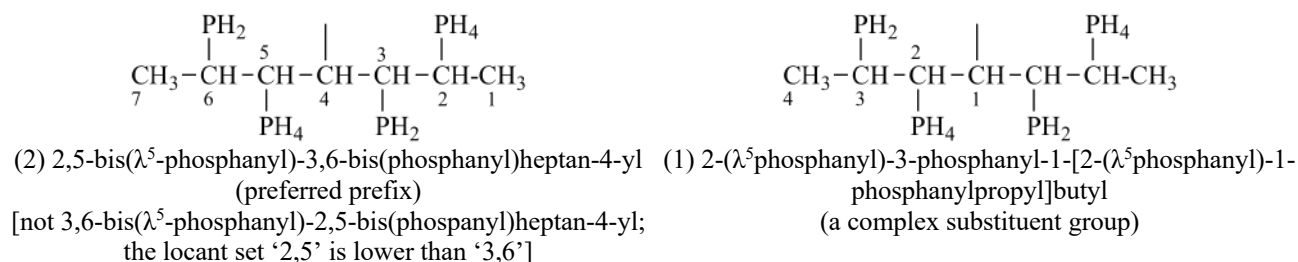 PH₂ PH₄
5 3
CH₃−CH−CH−CH−CH−CH-CH₃
7 6 4 2 1
PH₄ PH₂
(2) 2,5-bis(λ⁵-phosphanyl)-3,6-bis(phosphanyl)heptan-4-yl
(preferred prefix)
[not 3,6-bis(λ⁵-phosphanyl)-2,5-bis(phospanyl)heptan-4-yl;
the locant set ‘2,5’ is lower than ‘3,6’]
PH₂ PH₄
2
CH₃−CH−CH−CH−CH−CH-CH₃
4 3 1
PH₄ PH₂
(1) 2-(λ⁵phosphanyl)-3-phosphanyl-1-[2-(λ⁵phosphanyl)-1-
phosphanylpropyl]butyl
(a complex substituent group)